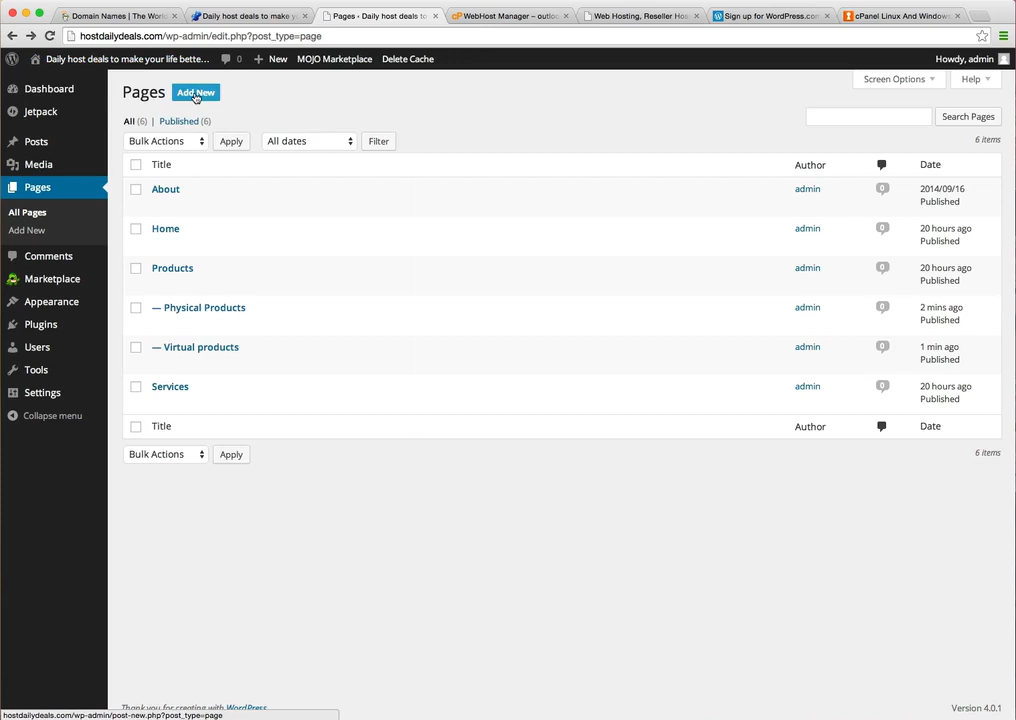 Domain Names | The Worl
Daily host deals to make yo
Pages ‹ Daily host deals to
WebHost Manager – outlo
Web Hosting, Reseller Hos
Sign up for WordPress.com
cPanel Linux And Windows
hostdailydeals.com/wp-admin/edit.php?post_type=page
Daily host deals to make your life bette… 0 + New MOJO Marketplace Delete Cache Howdy, admin
Dashboard
Jetpack
Posts
Media
Pages
All Pages
Add New
Comments
Marketplace
Appearance
Plugins
Users
Tools
Settings
Collapse menu
Screen Options Help
Pages Add New
All (6) | Published (6)
Search Pages
Bulk Actions Apply All dates Filter 6 items
Title Author Date
About admin 0 2014/09/16
Published
Home admin 0 20 hours ago
Published
Products admin 0 20 hours ago
Published
— Physical Products admin 0 2 mins ago
Published
— Virtual products admin 0 1 min ago
Published
Services admin 0 20 hours ago
Published
Title Author Date
Bulk Actions Apply 6 items
Thank you for creating with WordPress. Version 4.0.1
hostdailydeals.com/wp-admin/post-new.php?post_type=page